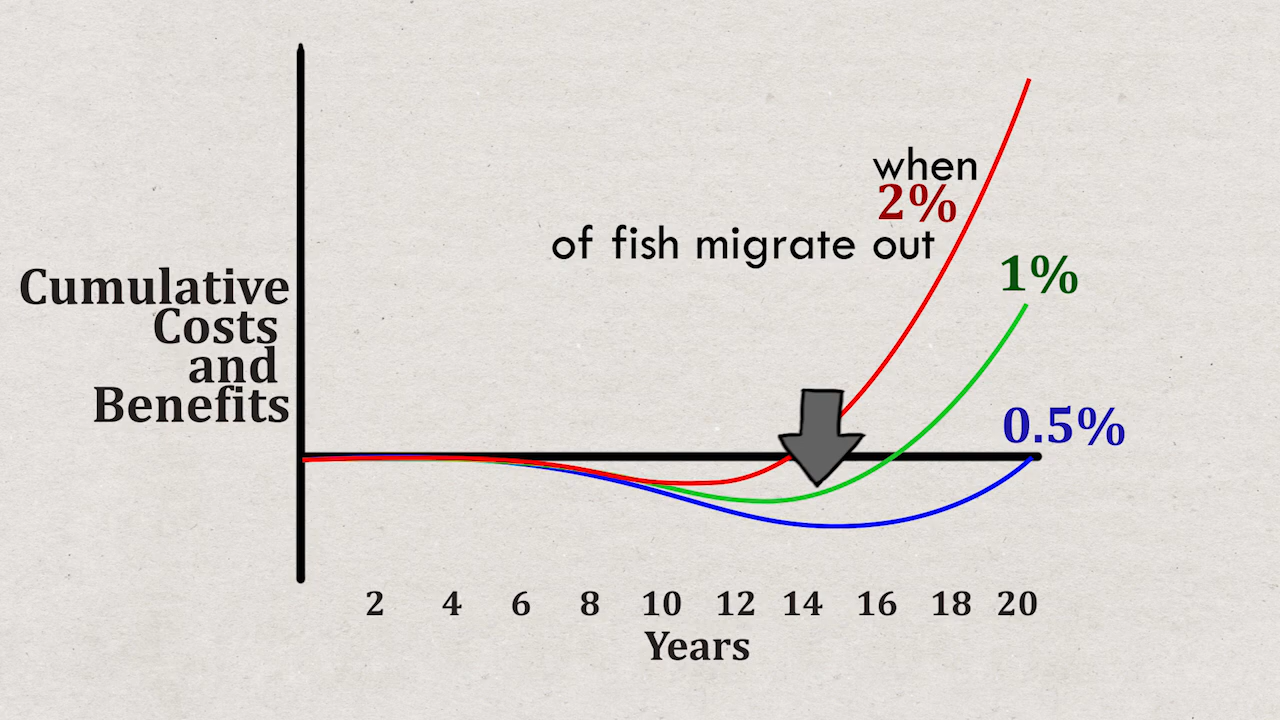 when
2%
of fish migrate out
1%
Cumulative
Costs
and
Benefits
0.5%
2 4 6 8 10 12 14 16 18 20
Years